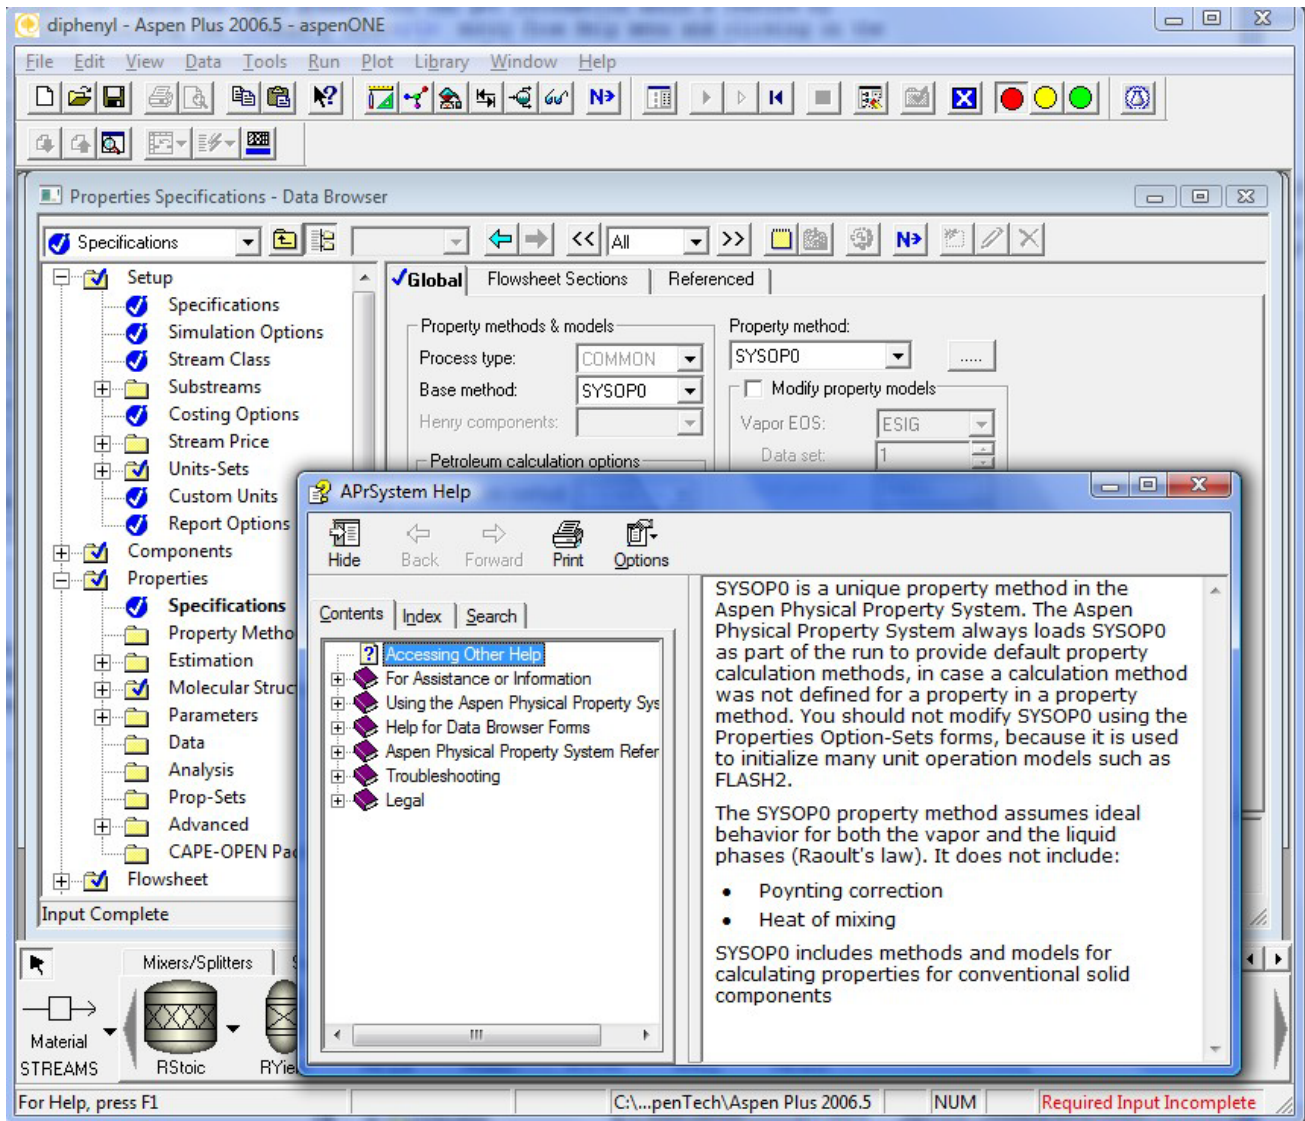 diphenyl - Aspen Plus 2006.5 - aspenONE
File Edit View Data Tools Run Plot Library Window Help
N>
Properties Specifications - Data Browser
Specifications
All
<<
>>
N>
Setup
Specifications
Simulation Options
Stream Class
Substreams
Costing Options
Stream Price
Units-Sets
Custom Units
Report Options
Components
Properties
Specifications
Property Metho
Estimation
Molecular Struc
Parameters
Data
Analysis
Prop-Sets
Advanced
CAPE-OPEN Pac
Flowsheet
Input Complete
Global Flowsheet Sections Referenced
Property methods & models
Process type: COMMON
Base method: SYSOP0
Henry components:
Petroleum calculation options
Property method:
SYSOP0 .....
Modify property models
Vapor EOS: ESIG
Data set: 1
APrSystem Help
Hide Back Forward Print Options
Contents Index Search
Accessing Other Help
For Assistance or Information
Using the Aspen Physical Property Sys
Help for Data Browser Forms
Aspen Physical Property System Refer
Troubleshooting
Legal
SYSOP0 is a unique property method in the
Aspen Physical Property System. The Aspen
Physical Property System always loads SYSOP0
as part of the run to provide default property
calculation methods, in case a calculation method
was not defined for a property in a property
method. You should not modify SYSOP0 using the
Properties Option-Sets forms, because it is used
to initialize many unit operation models such as
FLASH2.
The SYSOP0 property method assumes ideal
behavior for both the vapor and the liquid
phases (Raoult's law). It does not include:
• Poynting correction
• Heat of mixing
SYSOP0 includes methods and models for
calculating properties for conventional solid
components
Mixers/Splitters
Material
STREAMS
RStoic
RYie
For Help, press F1
C:\...penTech\Aspen Plus 2006.5
NUM
Required Input Incomplete